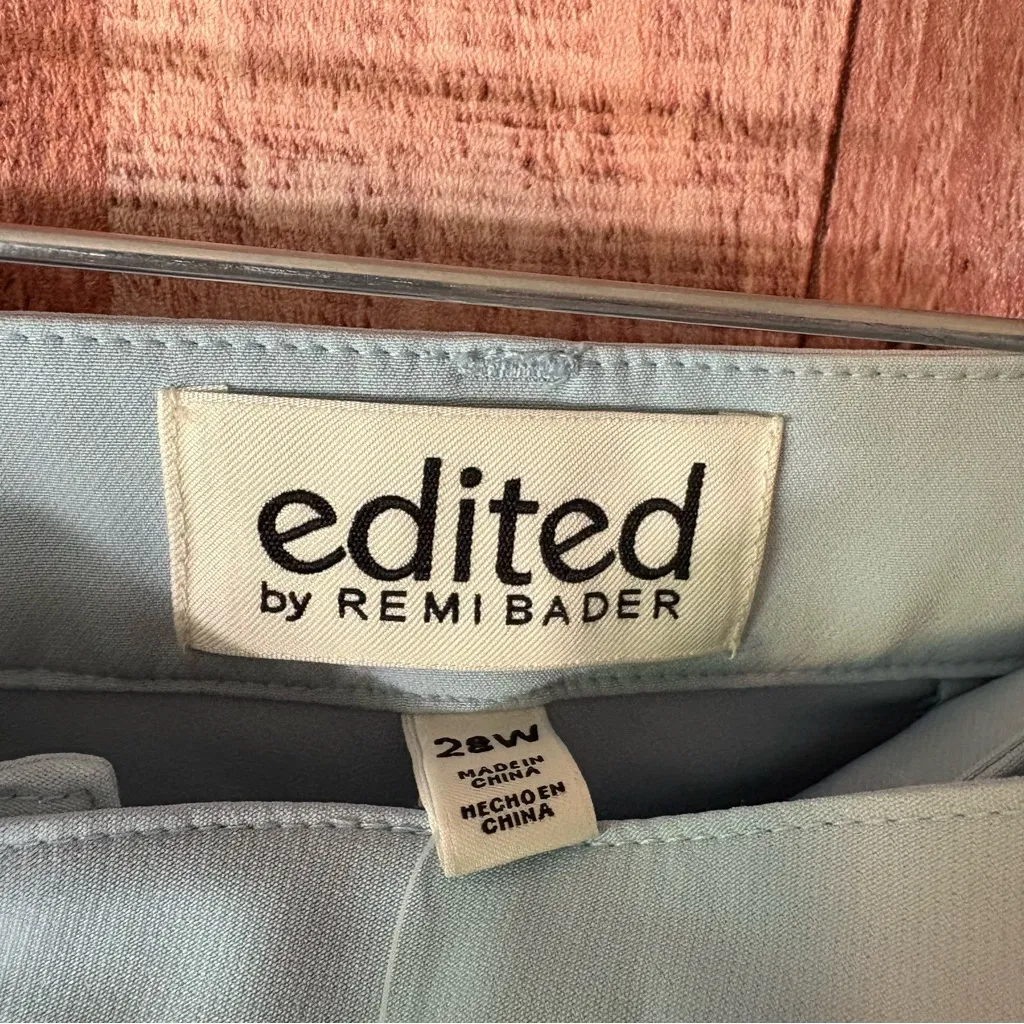 edited
by REMI BADER
28W
MADE IN
CHINA
HECHO EN
CHINA